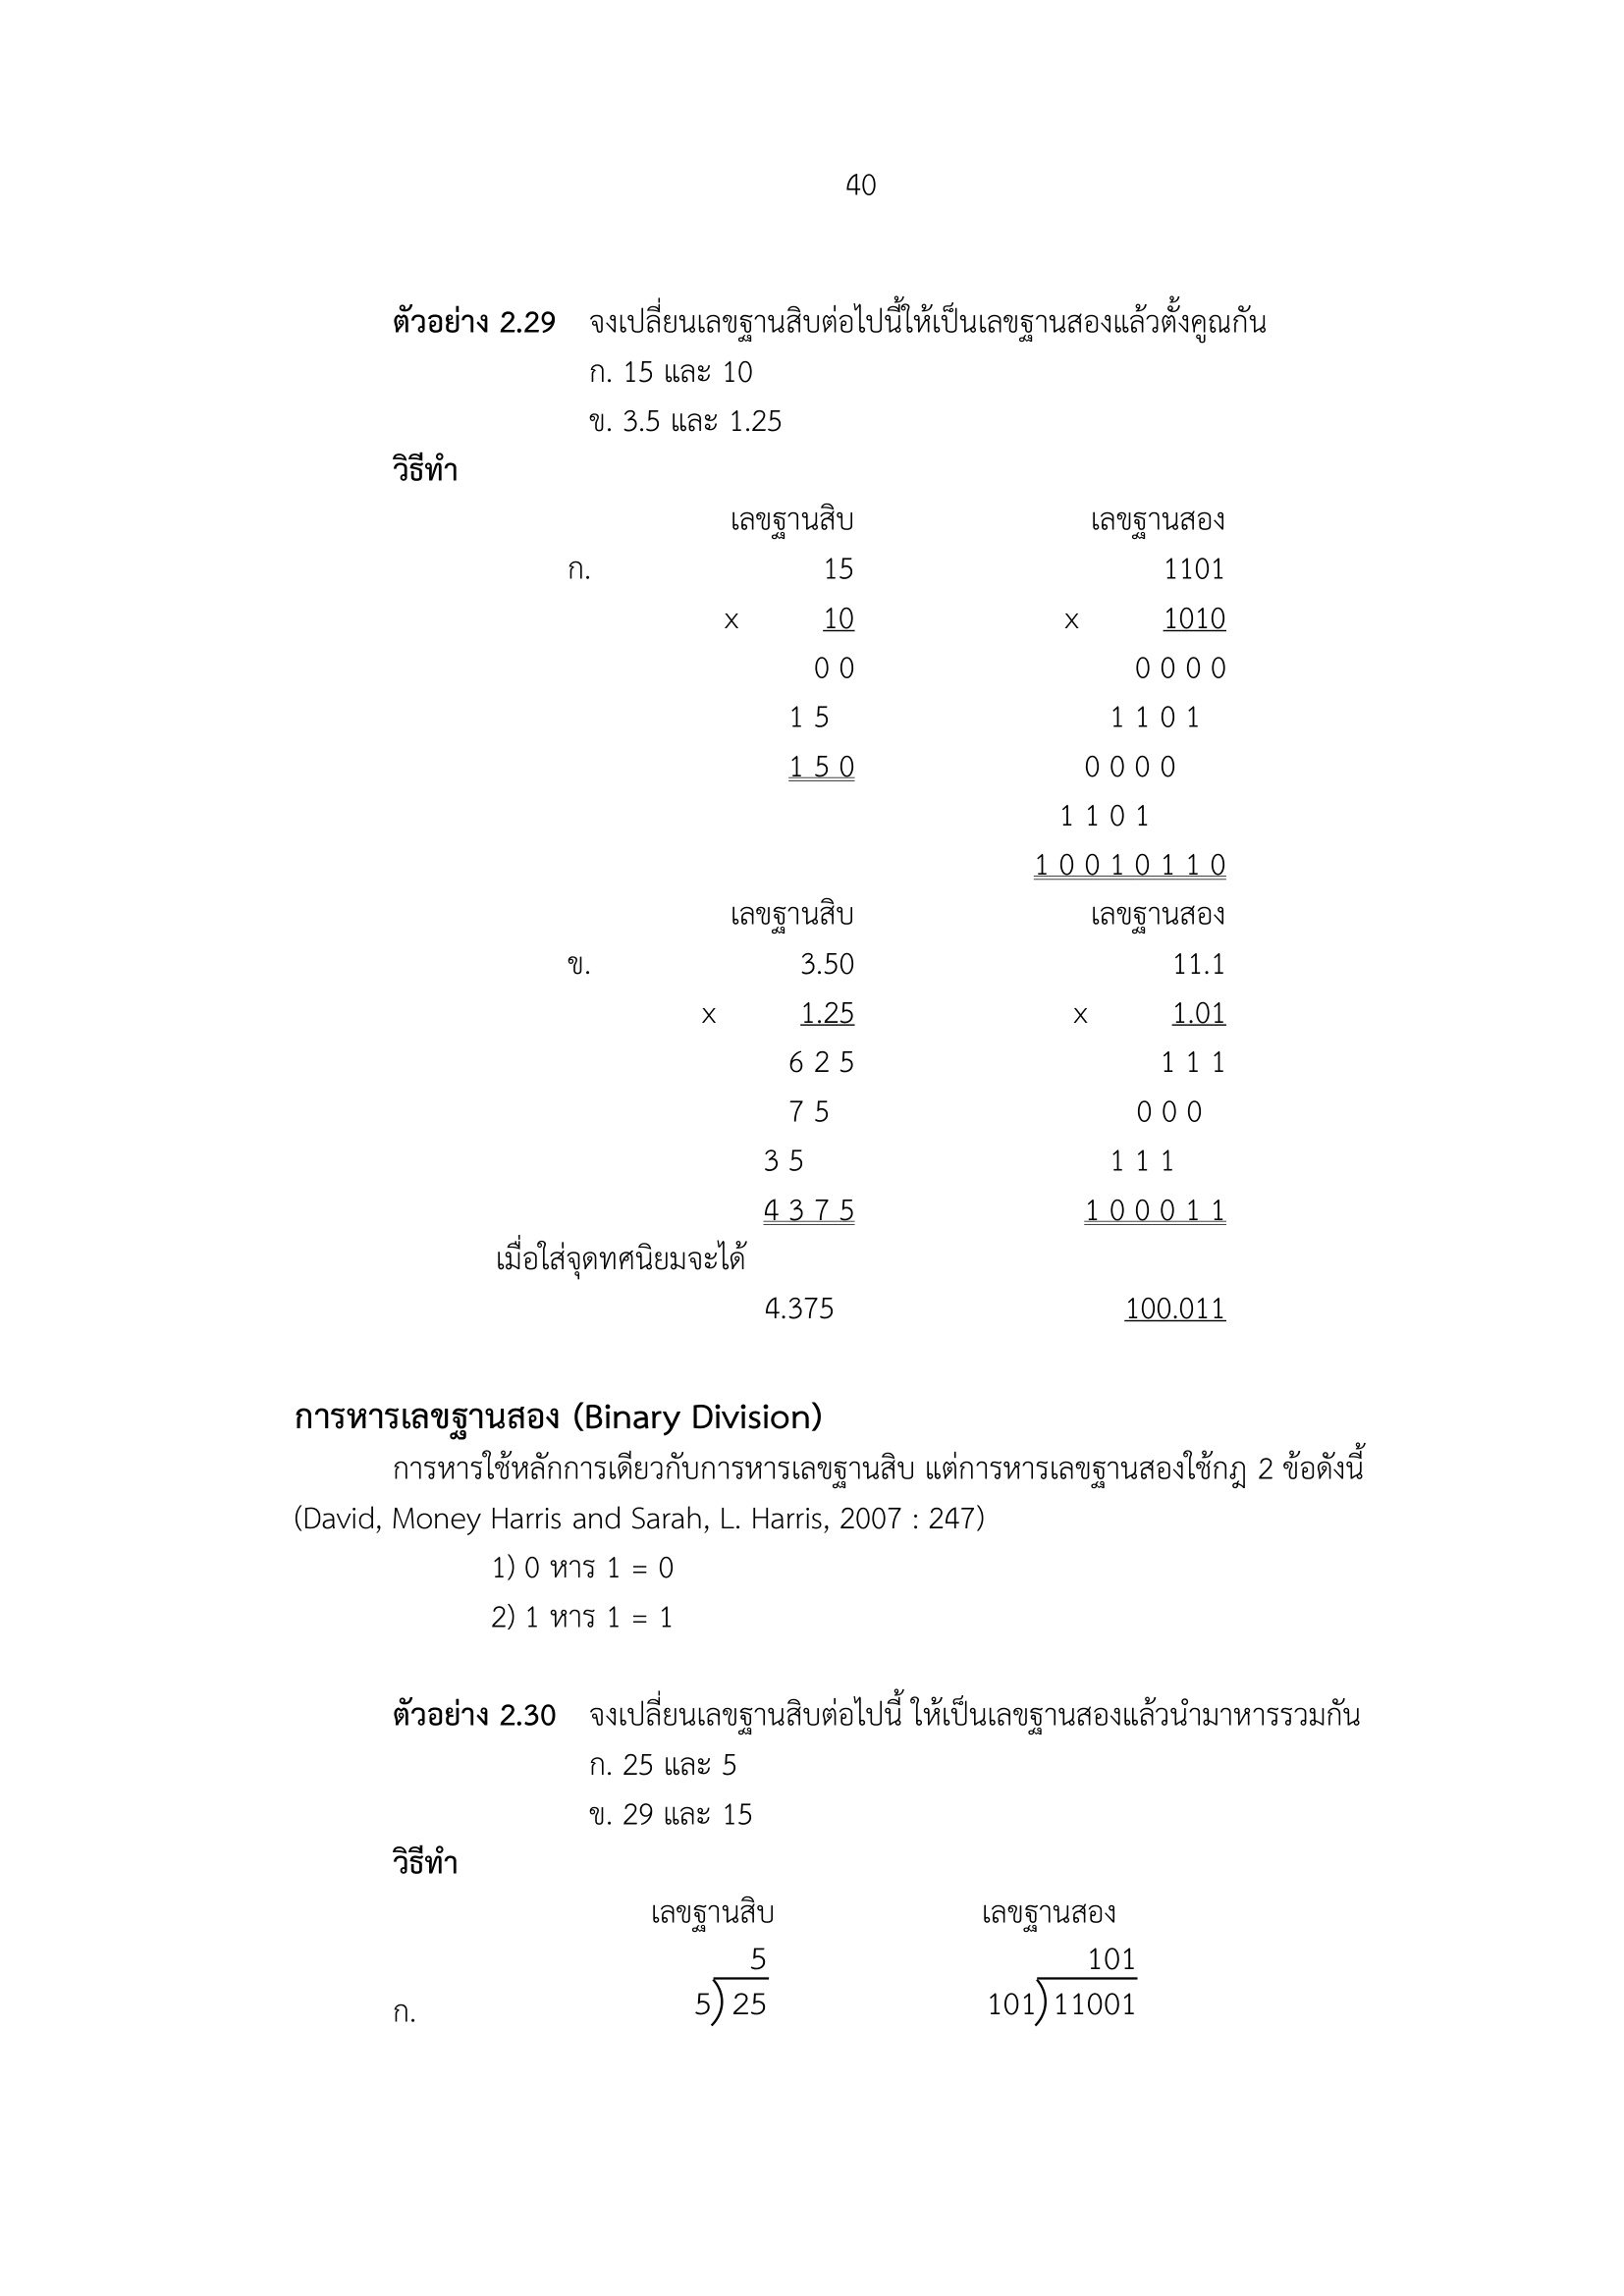 40
ตัวอย่าง 2.29 จงเปลี่ยนเลขฐานสิบต่อไปนี้ให้เป็นเลขฐานสองแล้วตั้งคูณกัน
ก. 15 และ 10
ข. 3.5 และ 1.25
วิธีทำ
เลขฐานสิบ เลขฐานสอง
ก. 15 1101
x 10 x 1010
0 0 0 0 0 0
1 5 1 1 0 1
1 5 0 0 0 0 0
1 1 0 1
1 0 0 1 0 1 1 0
เลขฐานสิบ เลขฐานสอง
ข. 3.50 11.1
x 1.25 x 1.01
6 2 5 1 1 1
7 5 0 0 0
3 5 1 1 1
4 3 7 5 1 0 0 0 1 1
เมื่อใส่จุดทศนิยมจะได้
4.375 100.011
การหารเลขฐานสอง (Binary Division)
การหารใช้หลักการเดียวกับการหารเลขฐานสิบ แต่การหารเลขฐานสองใช้กฎ 2 ข้อดังนี้
(David, Money Harris and Sarah, L. Harris, 2007 : 247)
1) 0 หาร 1 = 0
2) 1 หาร 1 = 1
ตัวอย่าง 2.30 จงเปลี่ยนเลขฐานสิบต่อไปนี้ ให้เป็นเลขฐานสองแล้วนำมาหารรวมกัน
ก. 25 และ 5
ข. 29 และ 15
วิธีทำ
เลขฐานสิบ เลขฐานสอง
5 101
ก. 5) 25 101) 11001